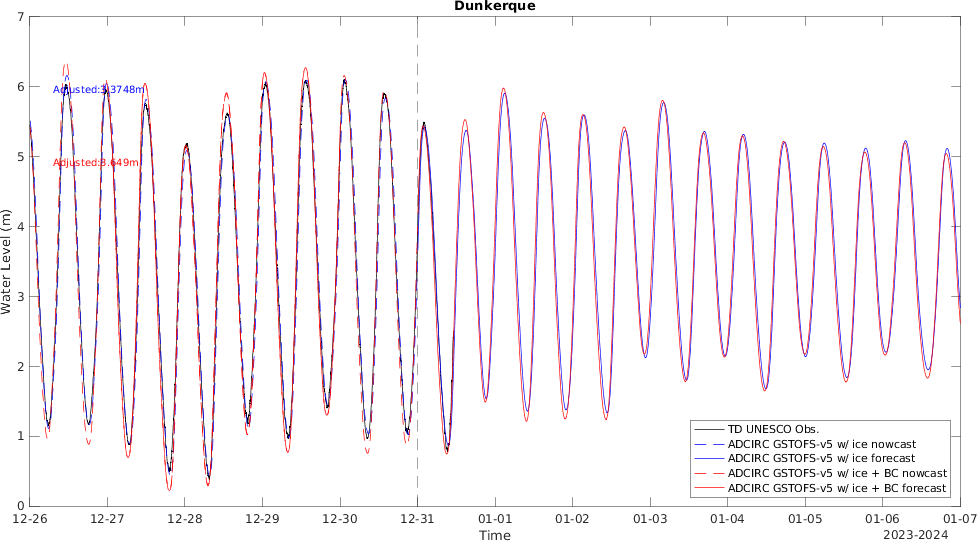 Dunkerque
7
6
5
4
3
2
1
0
Water Level (m)
Adjusted:3.3748m
Adjusted:3.649m
TD UNESCO Obs.
ADCIRC GSTOFS-v5 w/ ice nowcast
ADCIRC GSTOFS-v5 w/ ice forecast
ADCIRC GSTOFS-v5 w/ ice + BC nowcast
ADCIRC GSTOFS-v5 w/ ice + BC forecast
12-26 12-27 12-28 12-29 12-30 12-31 01-01 01-02 01-03 01-04 01-05 01-06 01-07
Time
2023-2024